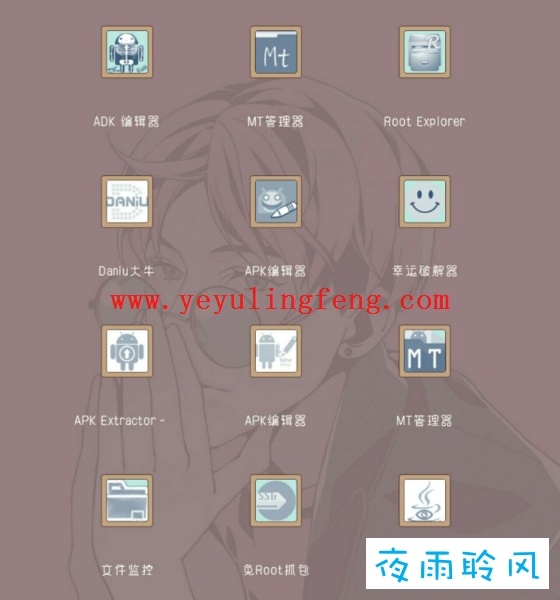 Mt
R
ADK 编辑器
MT管理器
Root Explorer
DANiU
Daniu大牛
APK编辑器
幸运破解器
www.yeyulingfeng.com
M T
APK Extractor
APK编辑器
MT管理器
SSlr
文件监控
免Root抓包
夜雨聆风